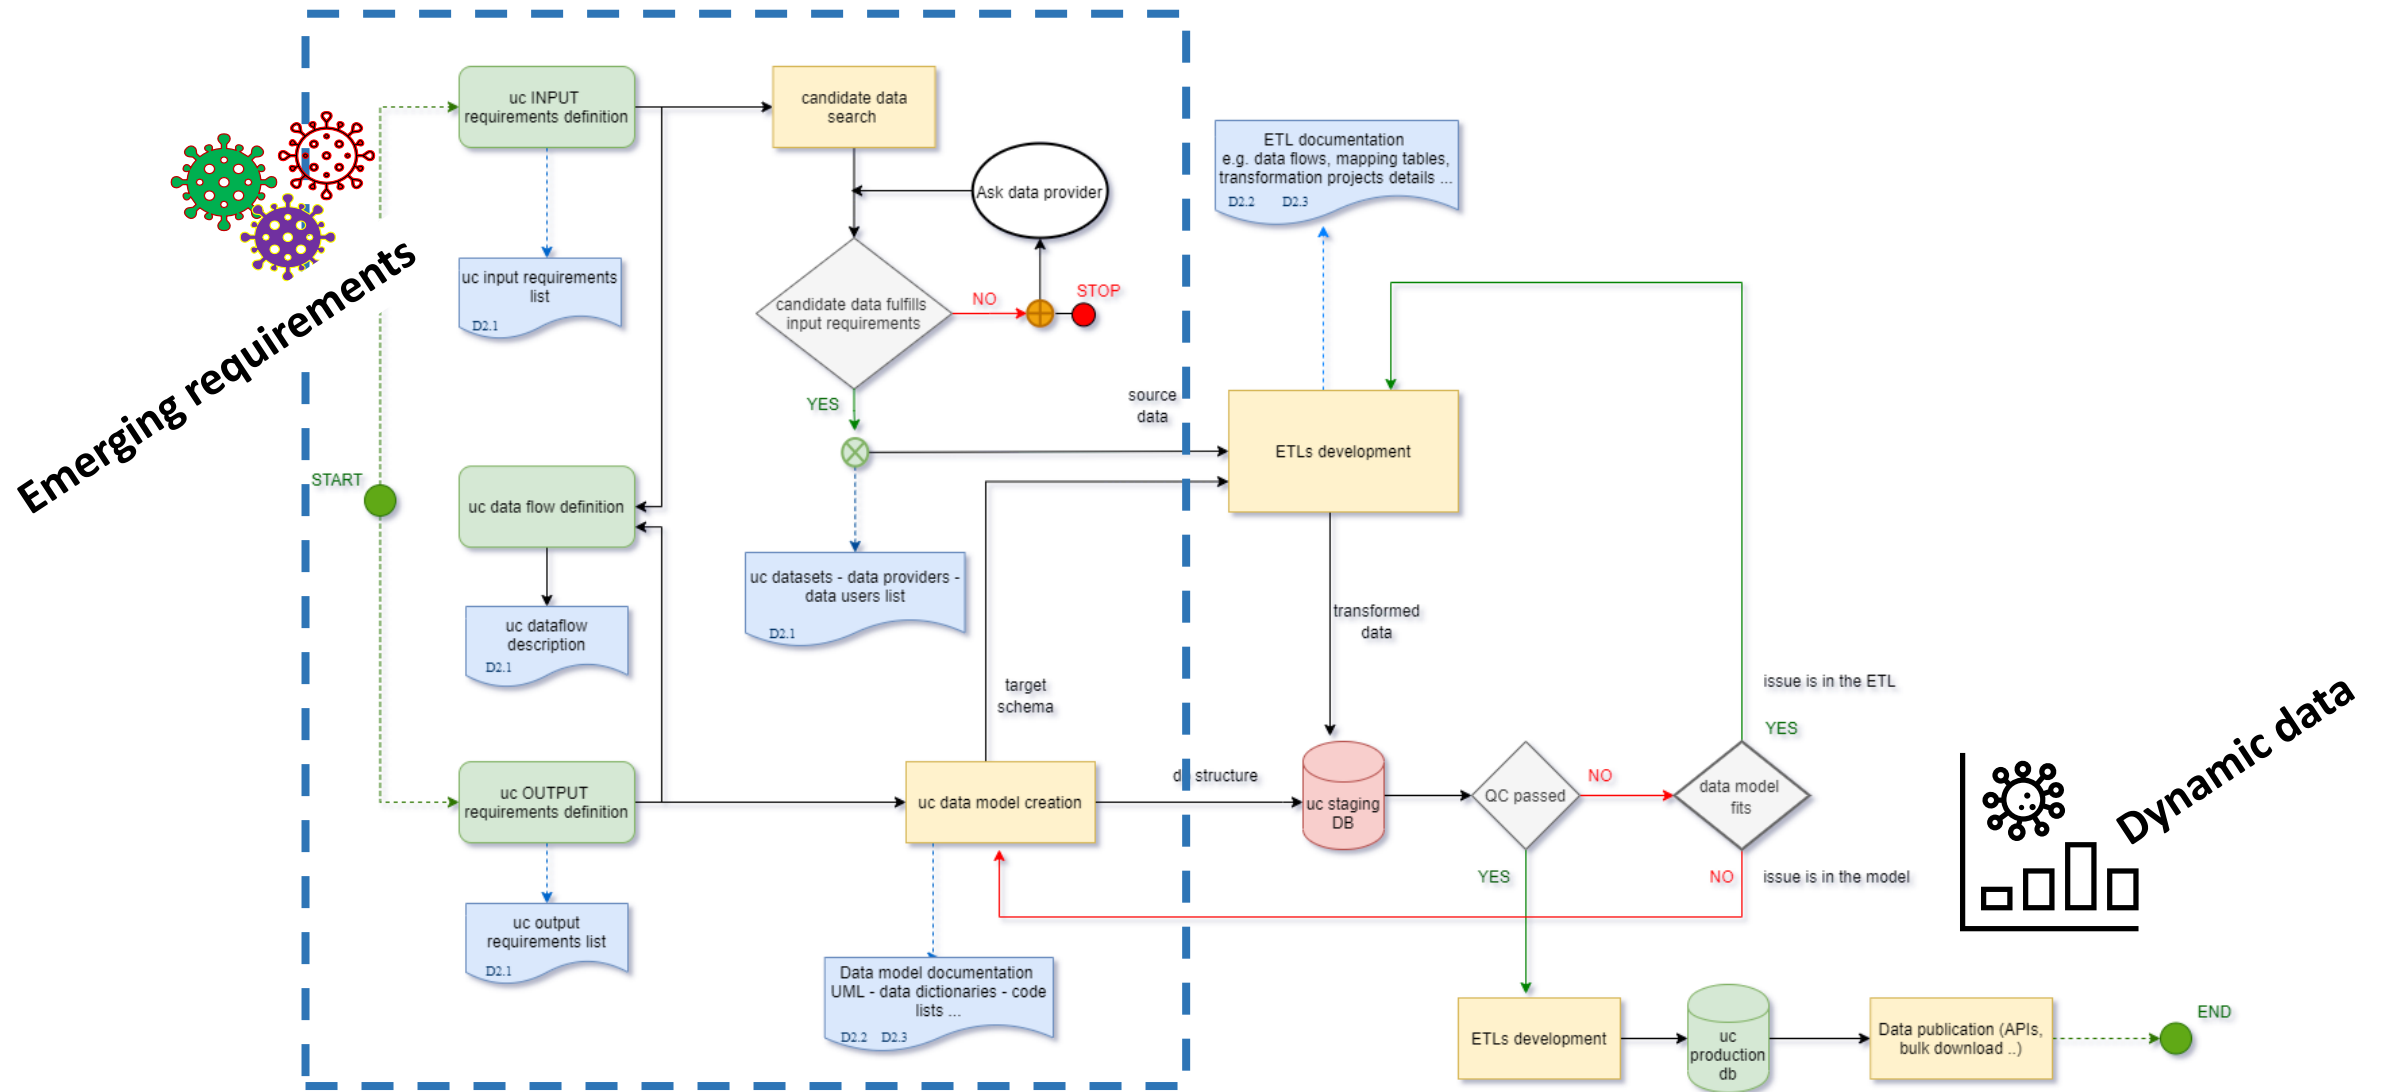 uc INPUT
requirements definition
candidate data
search
Ask data provider
ETL documentation
e.g. data flows, mapping tables,
transformation projects details ...
D2.2 D2.3
Emerging requirements
uc input requirements
list
D2.1
candidate data fulfills
input requirements
NO
STOP
YES
source
data
ETLs development
START
uc data flow definition
uc datasets - data providers -
data users list
D2.1
uc dataflow
description
D2.1
transformed
data
target
schema
issue is in the ETL
YES
Dynamic data
uc OUTPUT
requirements definition
uc data model creation
structure
uc staging
DB
QC passed
NO
data model
fits
YES
NO
issue is in the model
uc output
requirements list
D2.1
Data model documentation
UML - data dictionaries - code
lists ...
D2.2 D2.3
ETLs development
uc
production
db
Data publication (APIs,
bulk download ..)
END